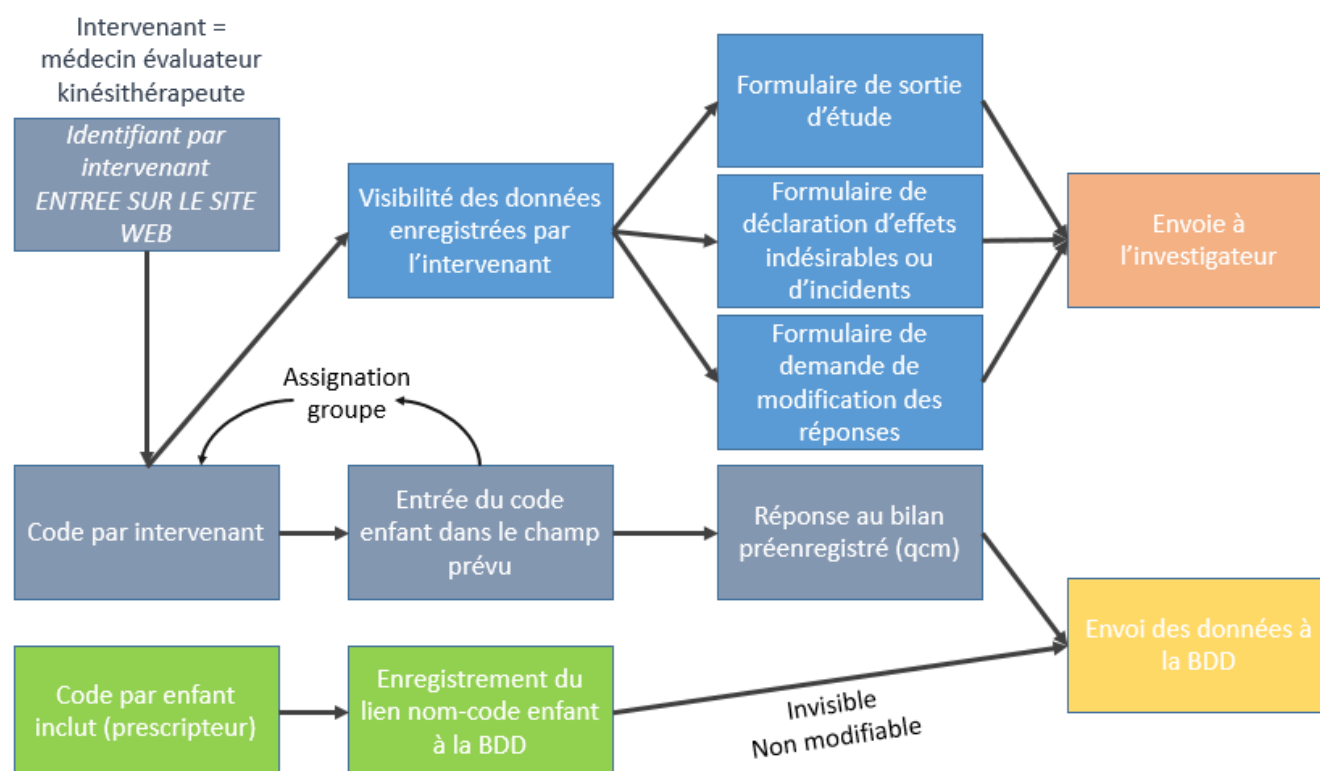 Intervenant =
médecin évaluateur
kinésithérapeute
Identifiant par
intervenant
ENTREE SUR LE SITE
WEB
Visibilité des données
enregistrées par
l'intervenant
Formulaire de sortie
d'étude
Formulaire de
déclaration d'effets
indésirables ou
d'incidents
Formulaire de
demande de
modification des
réponses
Envoie à
l'investigateur
Assignation
groupe
Code par intervenant
Entrée du code
enfant dans le champ
prévu
Réponse au bilan
préenregistré (qcm)
Envoi des données à
la BDD
Code par enfant
inclut (prescripteur)
Enregistrement du
lien nom-code enfant
à la BDD
Invisible
Non modifiable